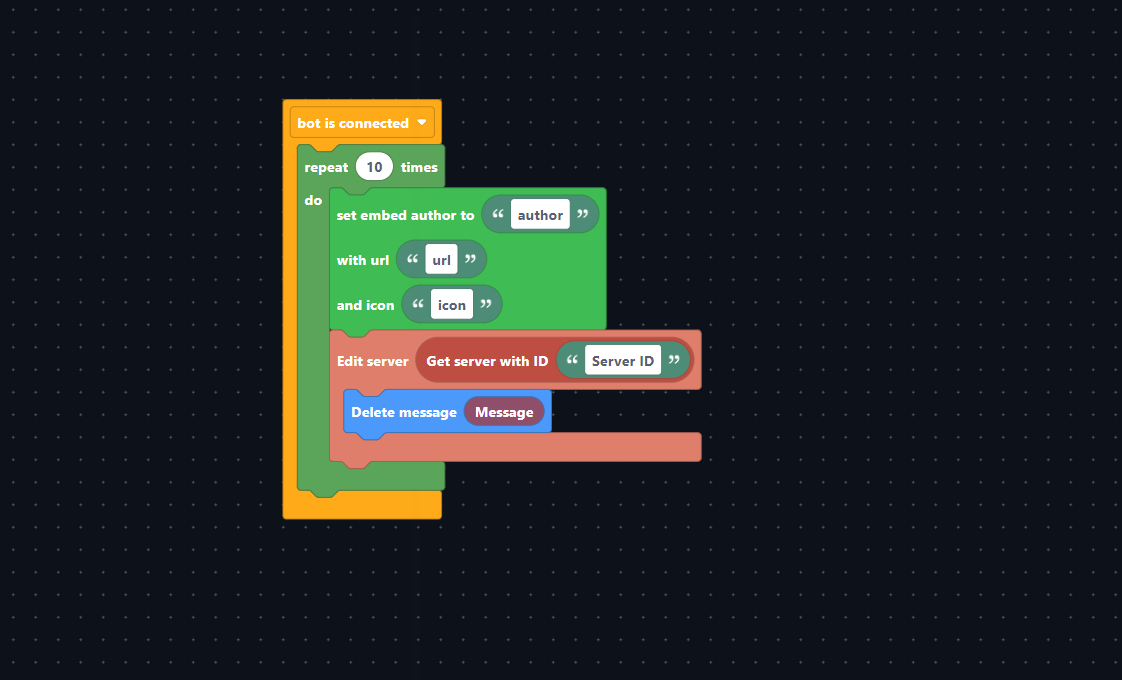 bot is connected
repeat 10 times
do
set embed author to “ author ”
with url “ url ”
and icon “ icon ”
Edit server Get server with ID “ Server ID ”
Delete message Message